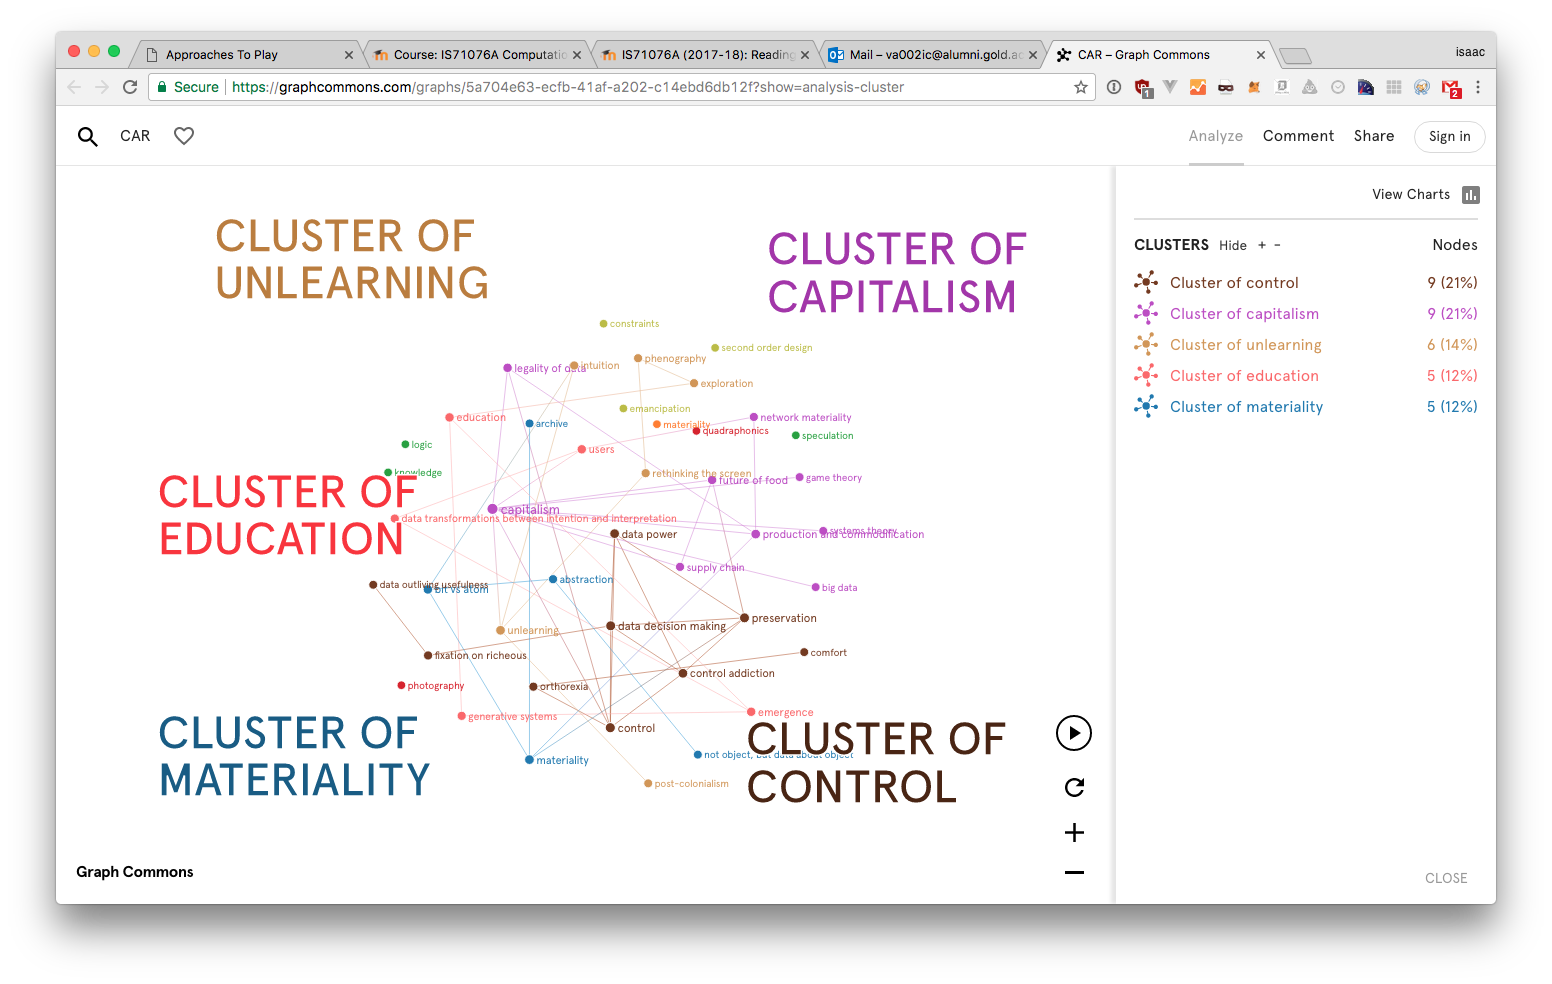 Approaches To Play
Course: IS71076A Computatio
IS71076A (2017-18): Reading
Mail – va002ic@alumni.gold.ac
CAR – Graph Commons
isaac
Secure
https://graphcommons.com/graphs/5a704e63-ecfb-41af-a202-c14ebd6db12f?show=analysis-cluster
1
2
CAR
Analyze
Comment
Share
Sign in
View Charts
CLUSTERS Hide + - Nodes
Cluster of control 9 (21%)
Cluster of capitalism 9 (21%)
Cluster of unlearning 6 (14%)
Cluster of education 5 (12%)
Cluster of materiality 5 (12%)
CLOSE
CLUSTER OF
UNLEARNING
CLUSTER OF
CAPITALISM
constraints
second order design
phenography
legality of data
intuition
exploration
emancipation
education
network materiality
archive
materiality
quadraphonics
speculation
logic
users
knowledge
rethinking the screen
future of food
game theory
CLUSTER OF
EDUCATION
capitalism
data transformations between intention and interpretation
data power
systems theory
production and commodification
supply chain
abstraction
data outliving usefulness
bit vs atom
big data
preservation
data decision making
unlearning
comfort
fixation on richeous
control addiction
photography
orthorexia
emergence
generative systems
control
CLUSTER OF
MATERIALITY
CLUSTER OF
CONTROL
not object, but data about object
materiality
post-colonialism
Graph Commons